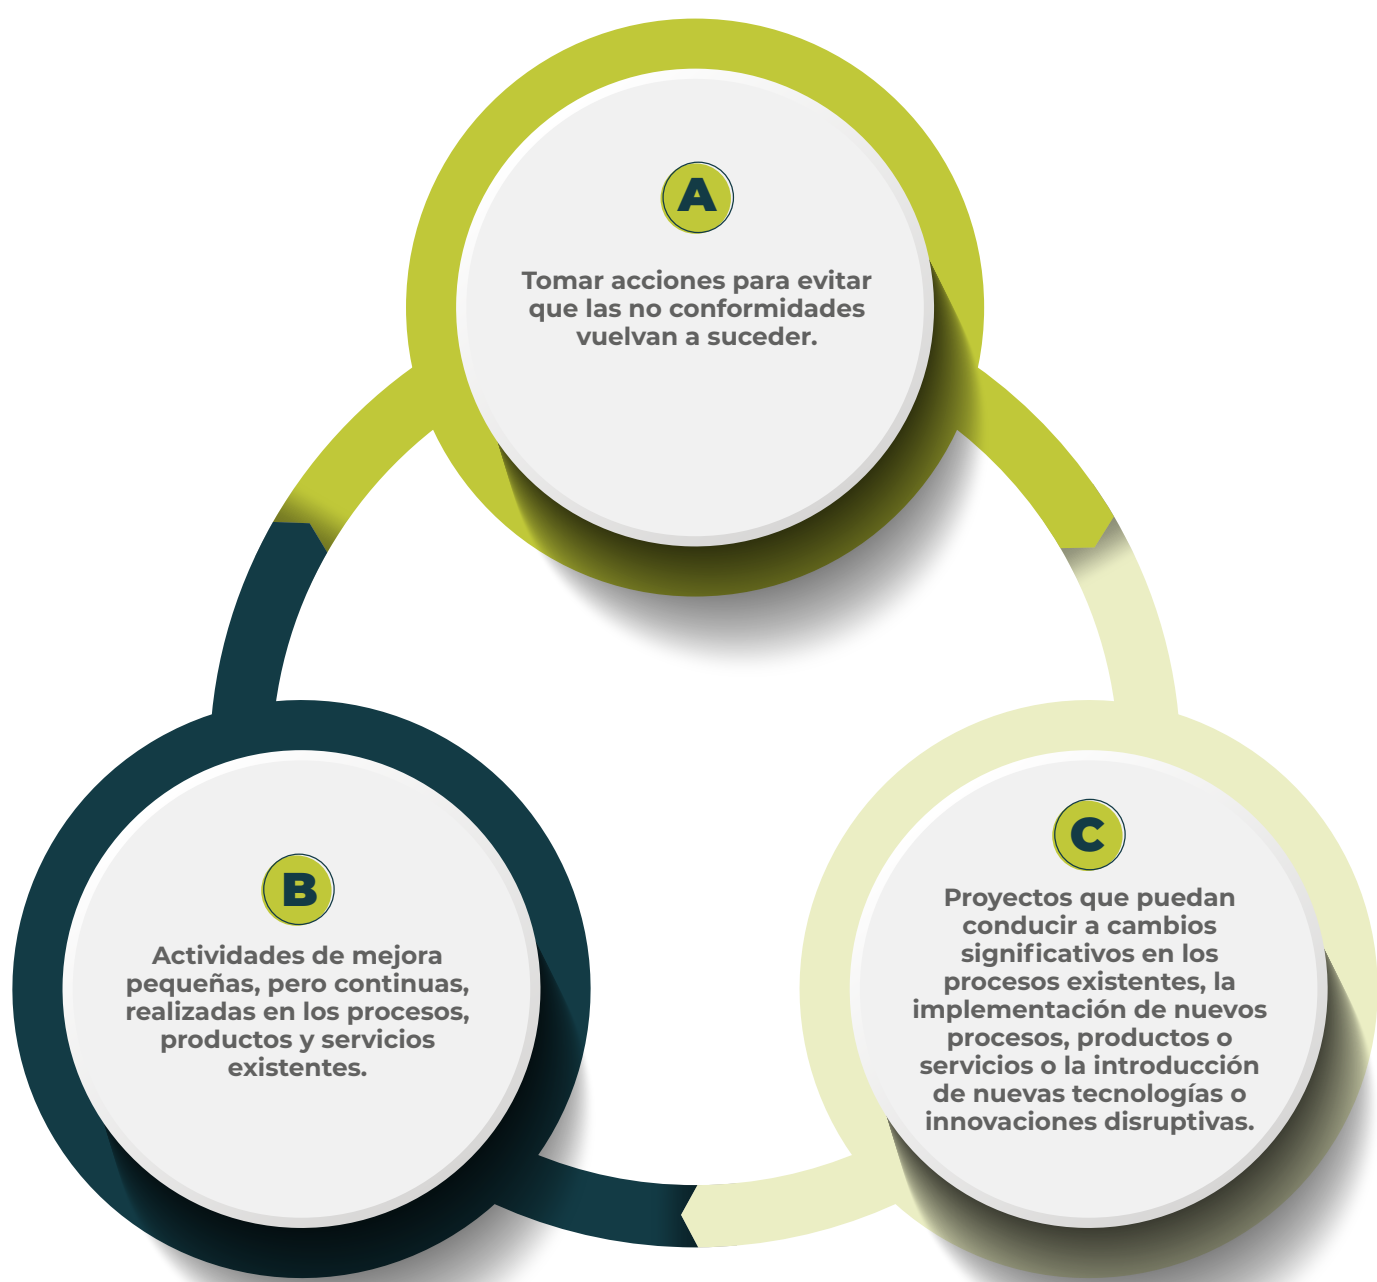 A
Tomar acciones para evitar
que las no conformidades
vuelvan a suceder.
B
Actividades de mejora
pequeñas, pero continuas,
realizadas en los procesos,
productos y servicios
existentes.
C
Proyectos que puedan
conducir a cambios
significativos en los
procesos existentes, la
implementación de nuevos
procesos, productos o
servicios o la introducción
de nuevas tecnologías o
innovaciones disruptivas.